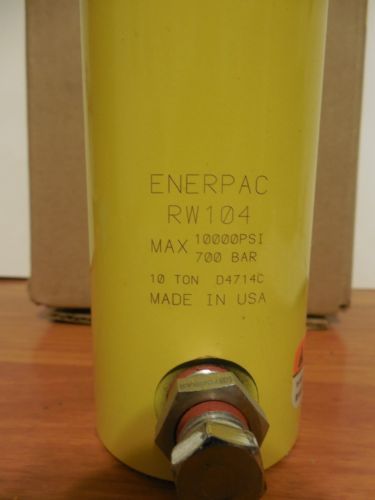 ENERPAC
RW104
MAX 10000PSI
700 BAR
10 TON D4714C
MADE IN USA